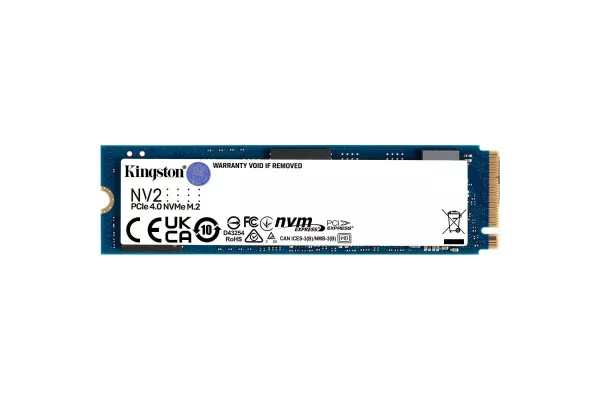 WARRANTY VOID IF REMOVED
Kingston
NV2
PCIe 4.0 NVMe M.2
CE
UK
CA
10
D43254
RoHS
FC
nvm
EXPRESS
PCI
EXPRESS®
CAN ICES-3(B)/NMB-3(B)